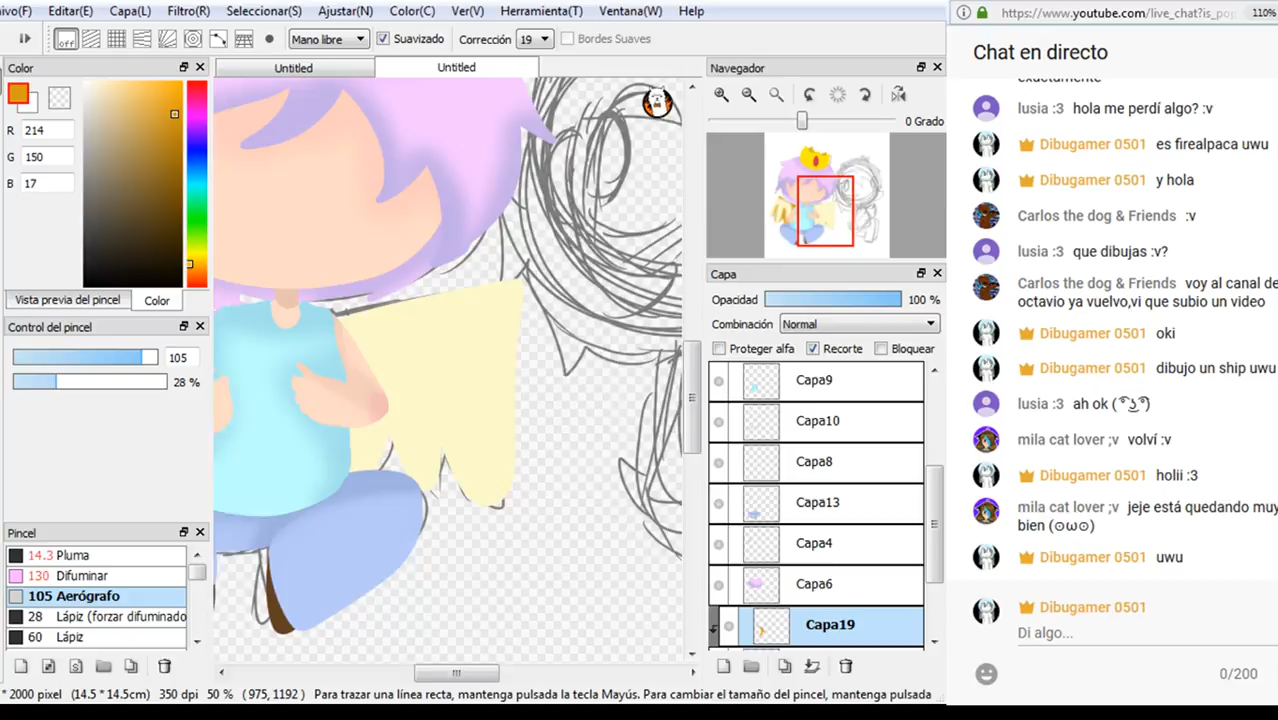 ivo(F) Editar(E) Capa(L) Filtro(R) Seleccionar(S) Ajustar(N) Color(C) Ver(V) Herramienta(T) Ventana(W) Help
off Mano libre Suavizado Corrección 19 Bordes Suaves
Color
Untitled Untitled
R 214
G 150
B 17
Vista previa del pincel Color
Control del pincel
105
28 %
Pincel
14.3 Pluma
130 Difuminar
105 Aerógrafo
28 Lápiz (forzar difuminado
60 Lápiz
Navegador
0 Grado
Capa
Opacidad 100 %
Combinación Normal
Proteger alfa Recorte Bloquear
Capa9
Capa10
Capa8
Capa13
Capa4
Capa6
Capa19
* 2000 pixel (14.5 * 14.5cm) 350 dpi 50 % (975, 1192) Para trazar una línea recta, mantenga pulsada la tecla Mayús. Para cambiar el tamaño del pincel, mantenga pulsada
https://www.youtube.com/live_chat?is_pop 110%
Chat en directo
exactamente
lusia :3 hola me perdí algo? :v
Dibugamer 0501 es firealpaca uwu
Dibugamer 0501 y hola
Carlos the dog & Friends :v
lusia :3 que dibujas :v?
Carlos the dog & Friends voy al canal de
octavio ya vuelvo,vi que subio un video
Dibugamer 0501 oki
Dibugamer 0501 dibujo un ship uwu
lusia :3 ah ok ( ͡° ͜ʖ ͡°)
mila cat lover ;v volví :v
Dibugamer 0501 holii :3
mila cat lover ;v jeje está quedando muy
bien (⊙ω⊙)
Dibugamer 0501 uwu
Dibugamer 0501
Di algo...
0/200